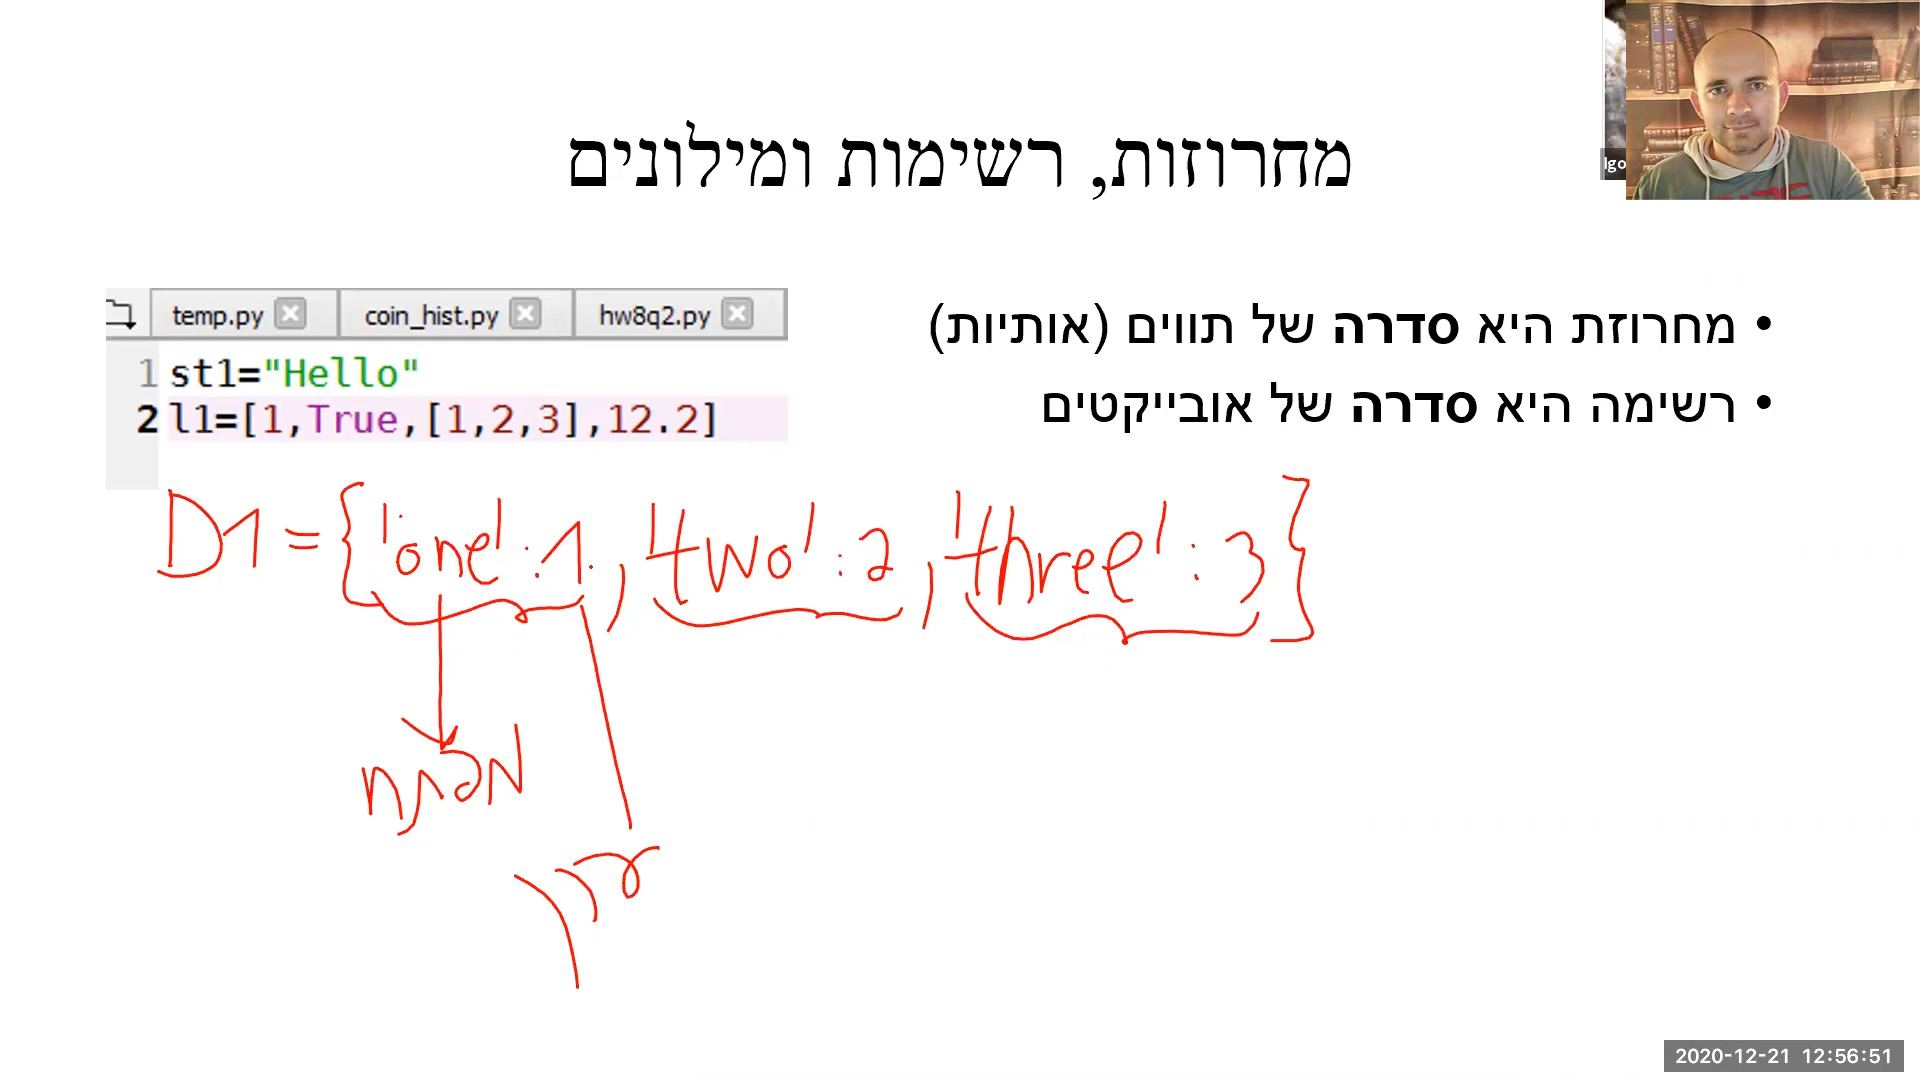 Igo
מחרוזות, רשימות ומילונים
• מחרוזת היא סדרה של תווים (אותיות)
• רשימה היא סדרה של אובייקטים
temp.py coin_hist.py hw8q2.py
1 st1="Hello"
2 l1=[1,True,[1,2,3],12.2]
D1={'one':1, 'two':2, 'three':3}
מפתח
ערך
2020-12-21 12:56:51